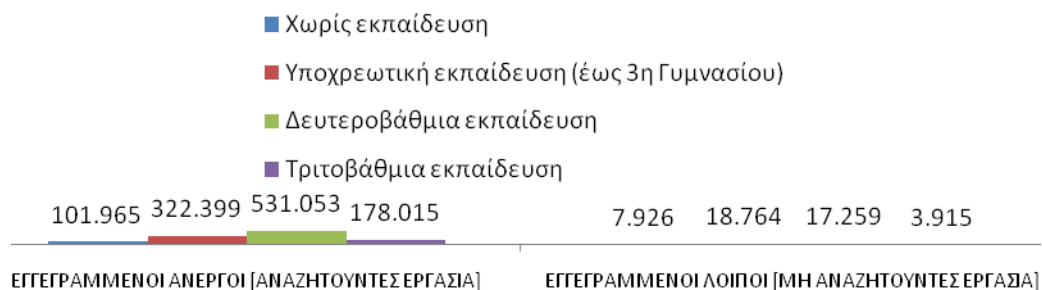 Χωρίς εκπαίδευση
Υποχρεωτική εκπαίδευση (έως 3η Γυμνασίου)
Δευτεροβάθμια εκπαίδευση
Τριτοβάθμια εκπαίδευση
101.965 322.399 531.053 178.015 7.926 18.764 17.259 3.915
ΕΓΓΕΓΡΑΜΜΕΝΟΙ ΑΝΕΡΓΟΙ [ΑΝΑΖΗΤΟΥΝΤΕΣ ΕΡΓΑΣΙΑ] ΕΓΓΕΓΡΑΜΜΕΝΟΙ ΛΟΙΠΟΙ [ΜΗ ΑΝΑΖΗΤΟΥΝΤΕΣ ΕΡΓΑΣΙΑ]